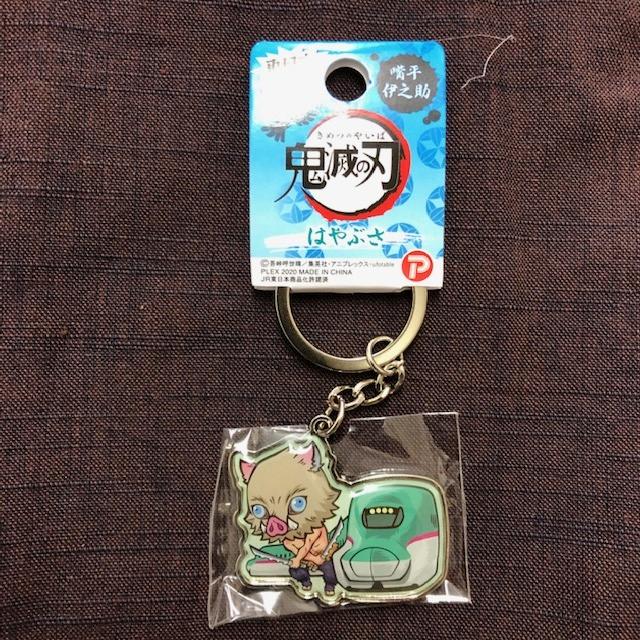 嘴平
伊之助
きめつのやいば
鬼滅の刃
はやぶさ
©吾峠呼世晴／集英社・アニプレックス・ufotable
PLEX 2020 MADE IN CHINA
JR東日本商品化許諾済
P